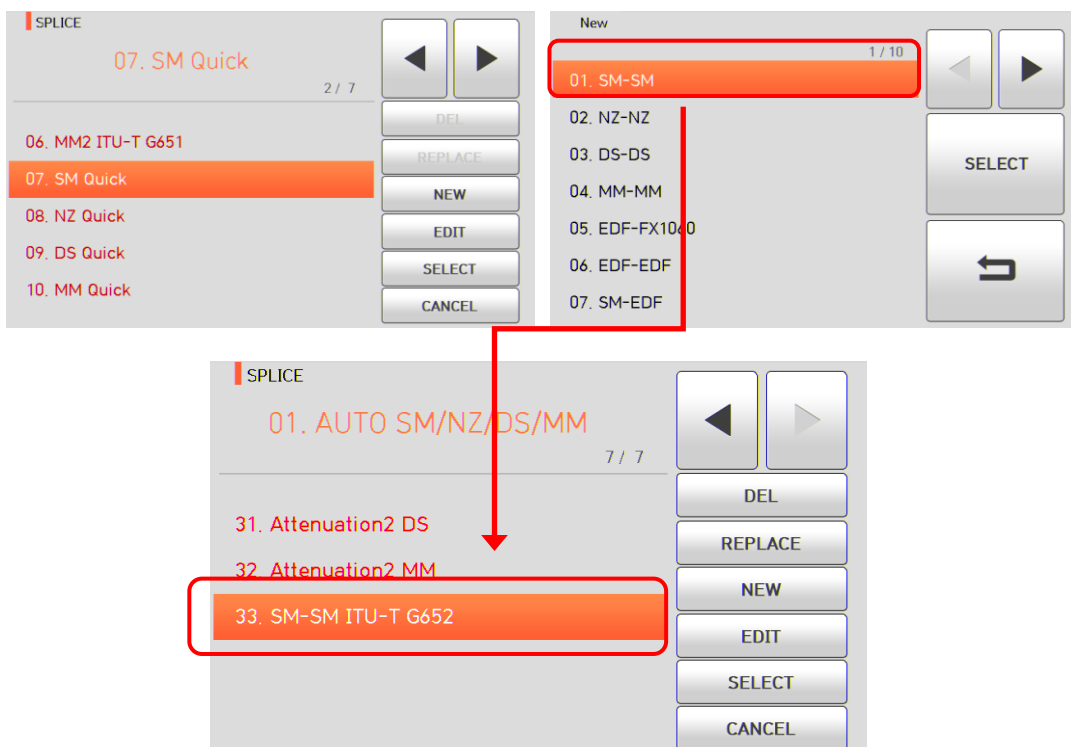 SPLICE
07. SM Quick
2 / 7
06. MM2 ITU-T G651
07. SM Quick
08. NZ Quick
09. DS Quick
10. MM Quick
DEL
REPLACE
NEW
EDIT
SELECT
CANCEL
New
1 / 10
01. SM-SM
02. NZ-NZ
03. DS-DS
04. MM-MM
05. EDF-FX1060
06. EDF-EDF
07. SM-EDF
SELECT
SPLICE
01. AUTO SM/NZ/DS/MM
7 / 7
31. Attenuation2 DS
32. Attenuation2 MM
33. SM-SM ITU-T G652
DEL
REPLACE
NEW
EDIT
SELECT
CANCEL